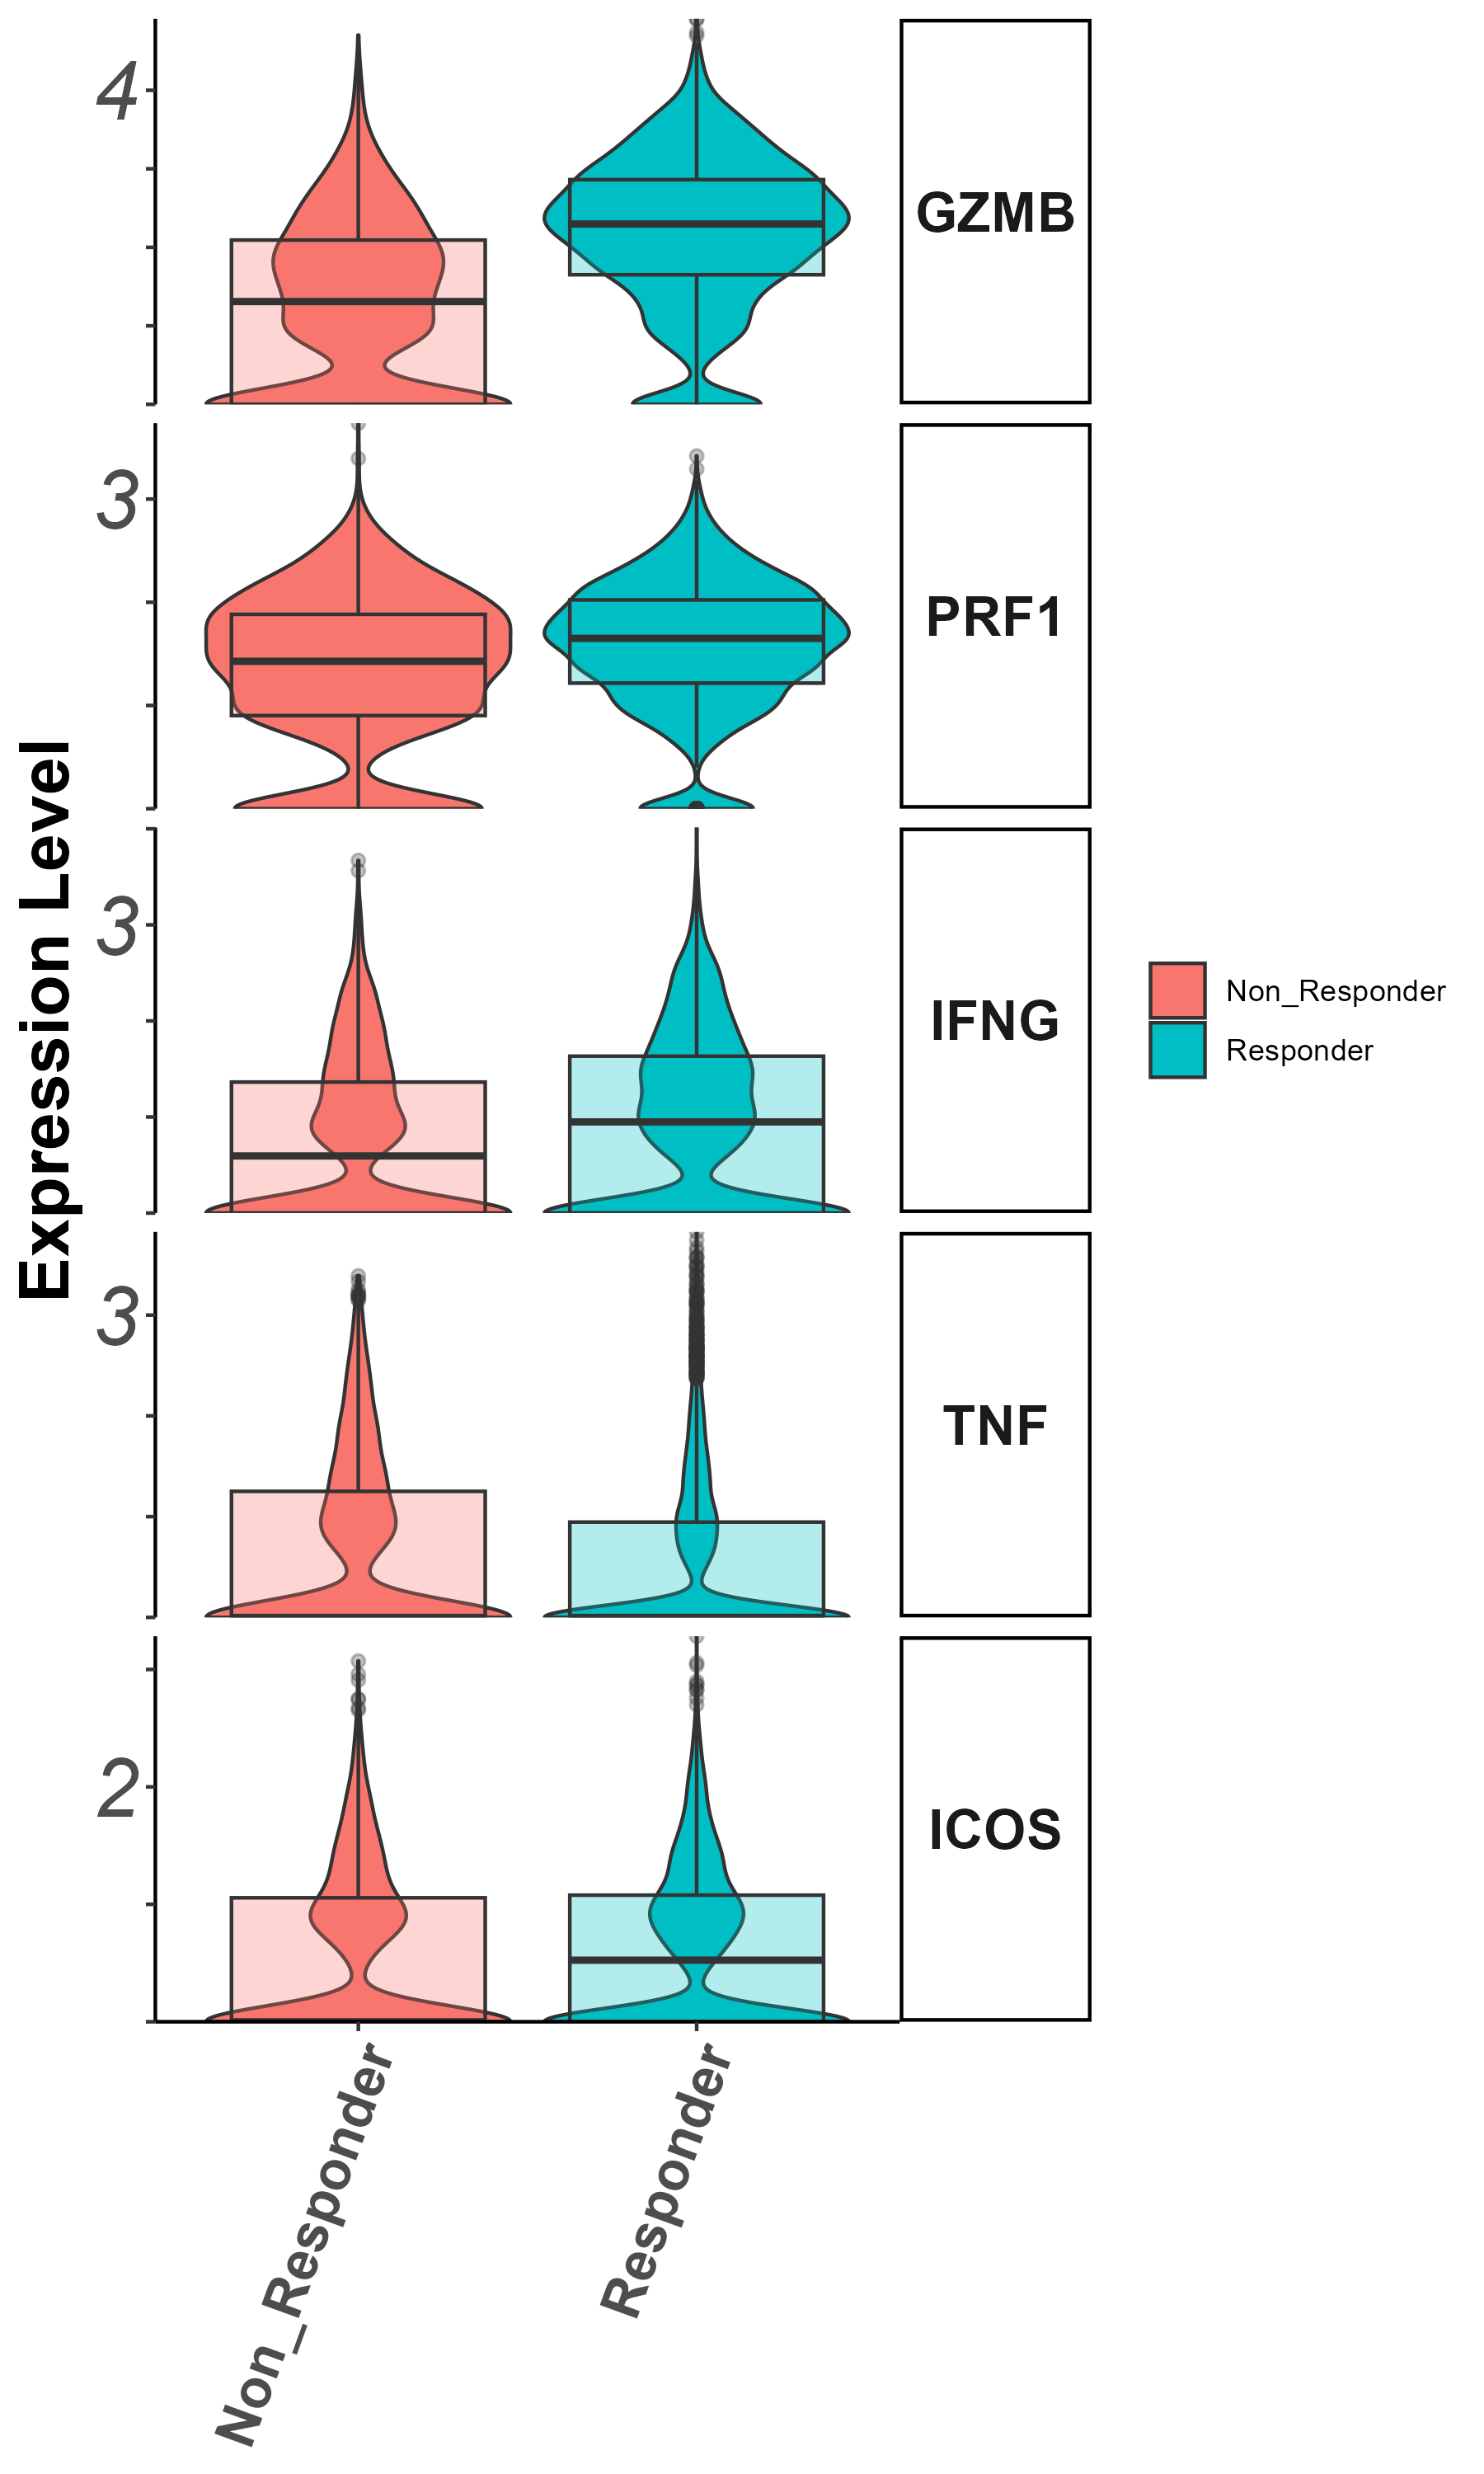 Expression Level
4
GZMB
3
PRF1
3
IFNG
3
TNF
2
ICOS
Non_Responder
Responder
Non_Responder
Responder